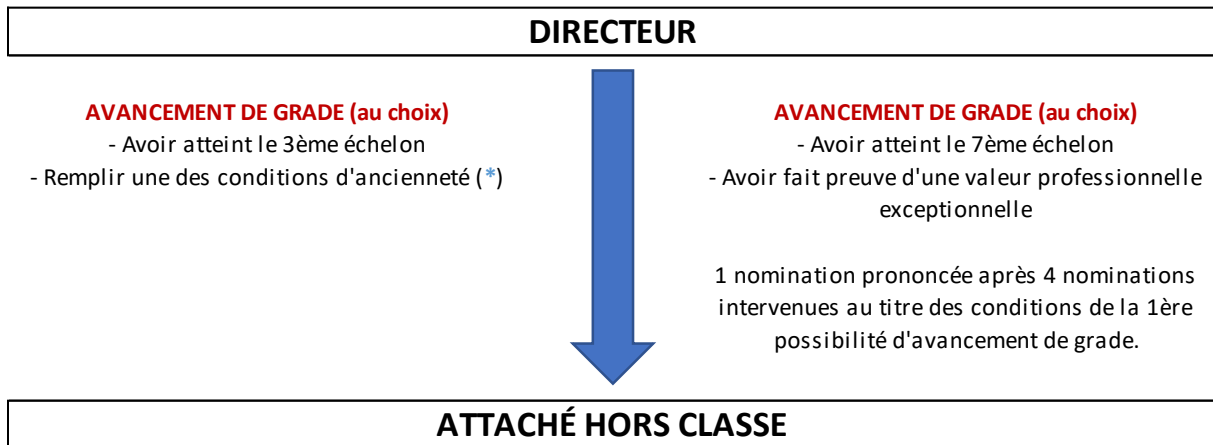 DIRECTEUR
AVANCEMENT DE GRADE (au choix)
- Avoir atteint le 3ème échelon
- Remplir une des conditions d'ancienneté (*)
AVANCEMENT DE GRADE (au choix)
- Avoir atteint le 7ème échelon
- Avoir fait preuve d'une valeur professionnelle
exceptionnelle
1 nomination prononcée après 4 nominations
intervenues au titre des conditions de la 1ère
possibilité d'avancement de grade.
ATTACHÉ HORS CLASSE